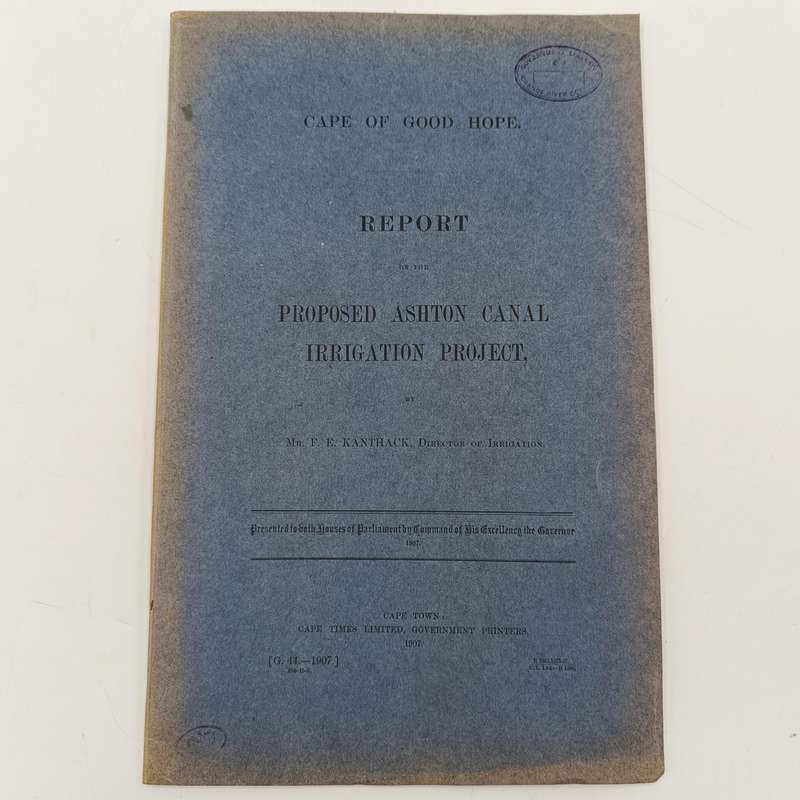 CAPE OF GOOD HOPE.
REPORT
ON THE
PROPOSED ASHTON CANAL
IRRIGATION PROJECT,
BY
MR. F. E. KANTHACK, DIRECTOR OF IRRIGATION.
Presented to both Houses of Parliament by Command of His Excellency the Governor
1907.
CAPE TOWN:
CAPE TIMES LIMITED, GOVERNMENT PRINTERS,
1907
[G. 44.—1907.]